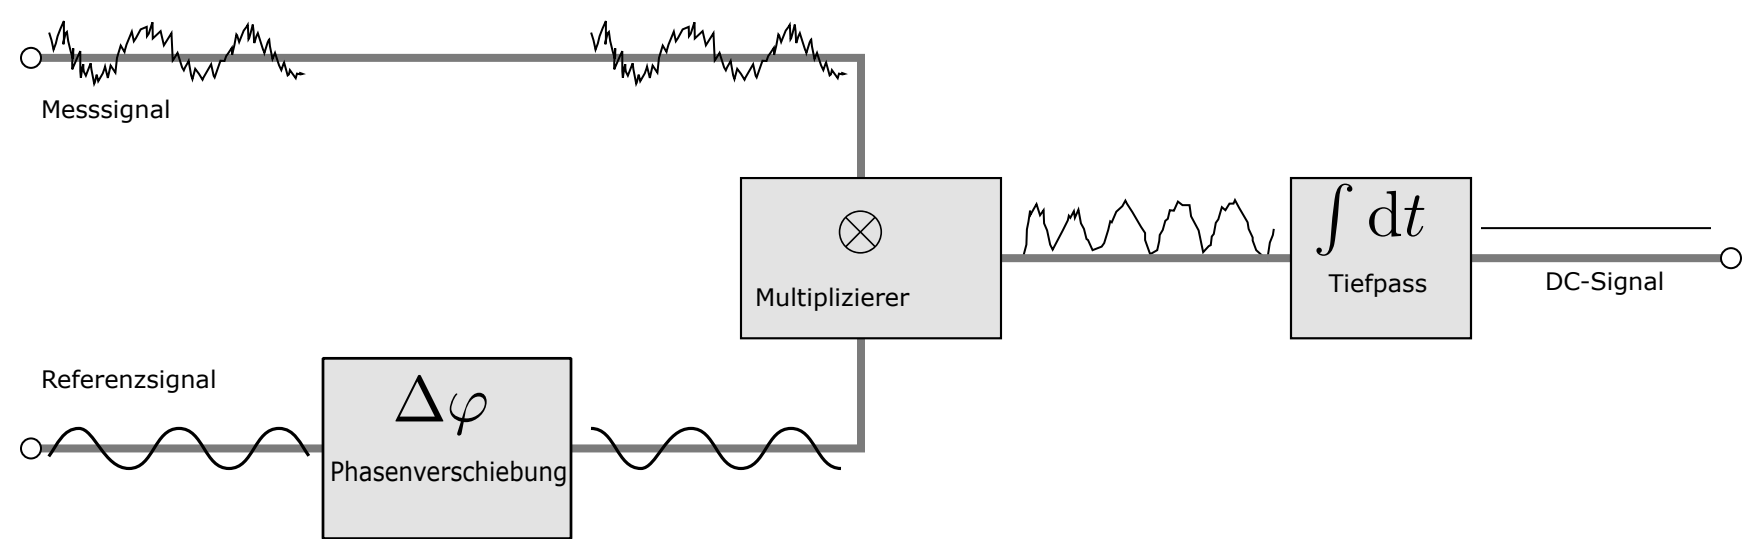 Messsignal
⊗
Multiplizierer
∫ dt
Tiefpass
DC-Signal
Referenzsignal
Δφ
Phasenverschiebung